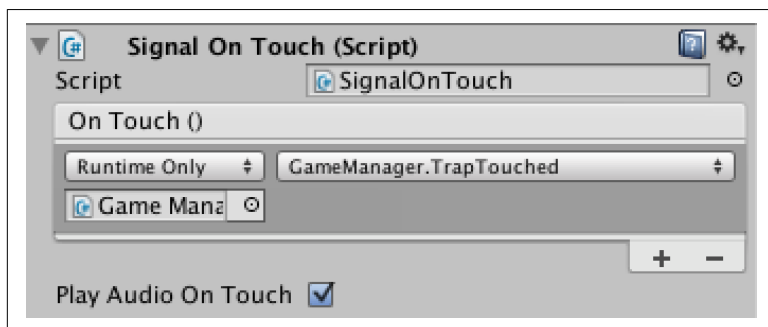 Signal On Touch (Script)
Script SignalOnTouch
On Touch ()
Runtime Only GameManager.TrapTouched
Game Mana
+ −
Play Audio On Touch